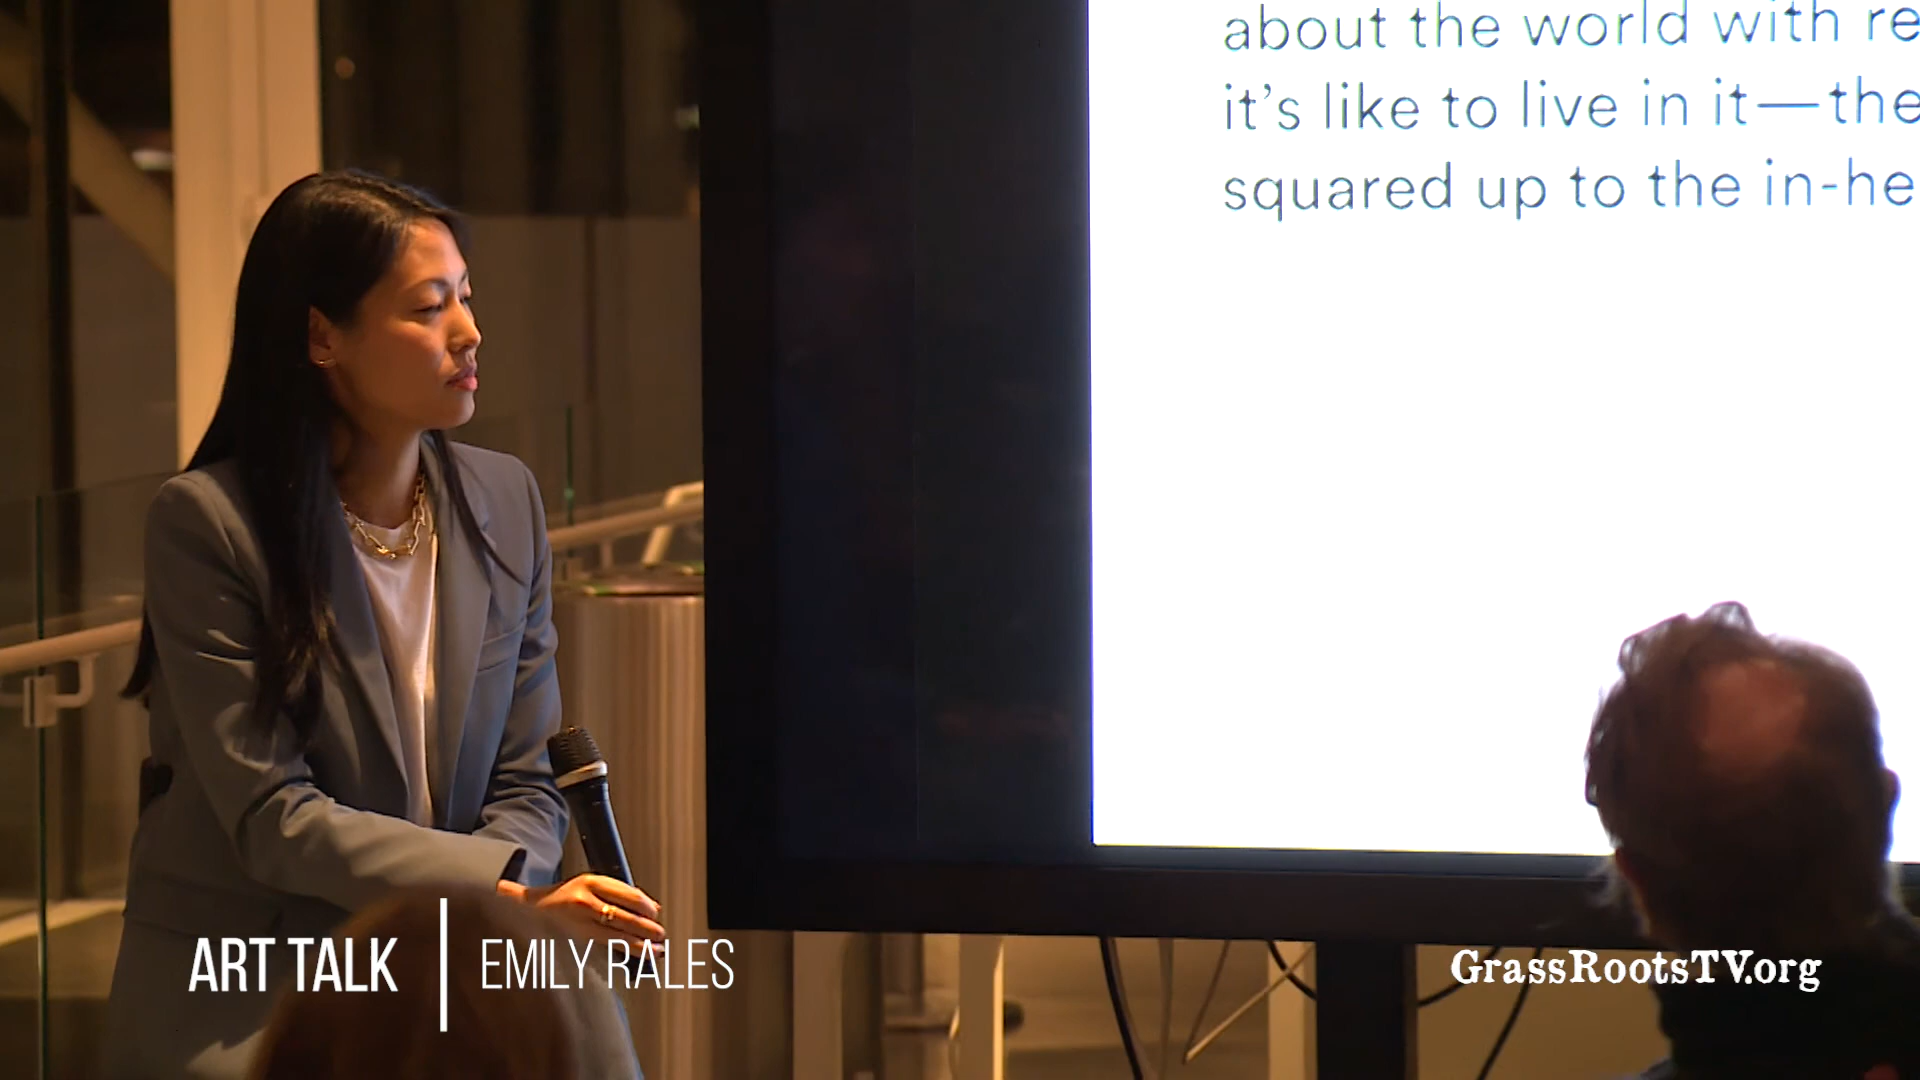 about the world with re
it's like to live in it—the
squared up to the in-he
ART TALK
EMILY RALES
GrassRootsTV.org